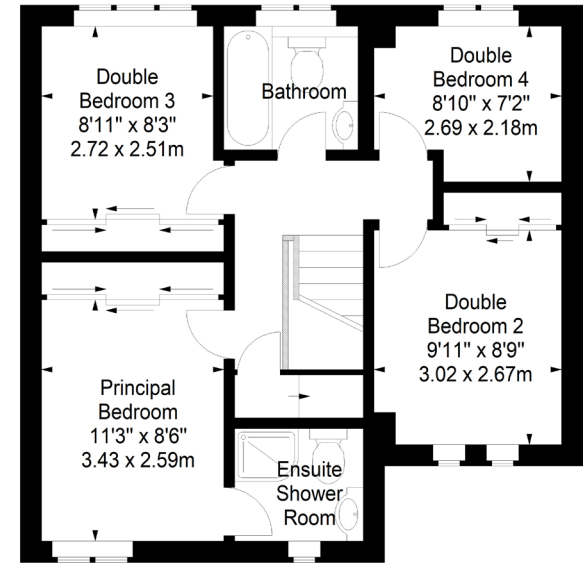 Double
Bedroom 3
8'11" x 8'3"
2.72 x 2.51m
Bathroom
Double
Bedroom 4
8'10" x 7'2"
2.69 x 2.18m
Double
Bedroom 2
9'11" x 8'9"
3.02 x 2.67m
Principal
Bedroom
11'3" x 8'6"
3.43 x 2.59m
Ensuite
Shower
Room